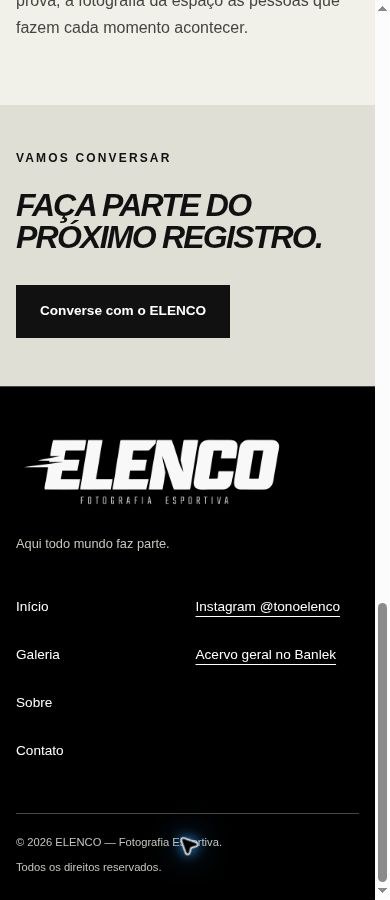 prova, a fotografia dá espaço às pessoas que
fazem cada momento acontecer.
VAMOS CONVERSAR
FAÇA PARTE DO
PRÓXIMO REGISTRO.
Converse com o ELENCO
ELENCO
FOTOGRAFIA ESPORTIVA
Aqui todo mundo faz parte.
Início
Instagram @tonoelenco
Galeria
Acervo geral no Banlek
Sobre
Contato
© 2026 ELENCO — Fotografia Esportiva.
Todos os direitos reservados.